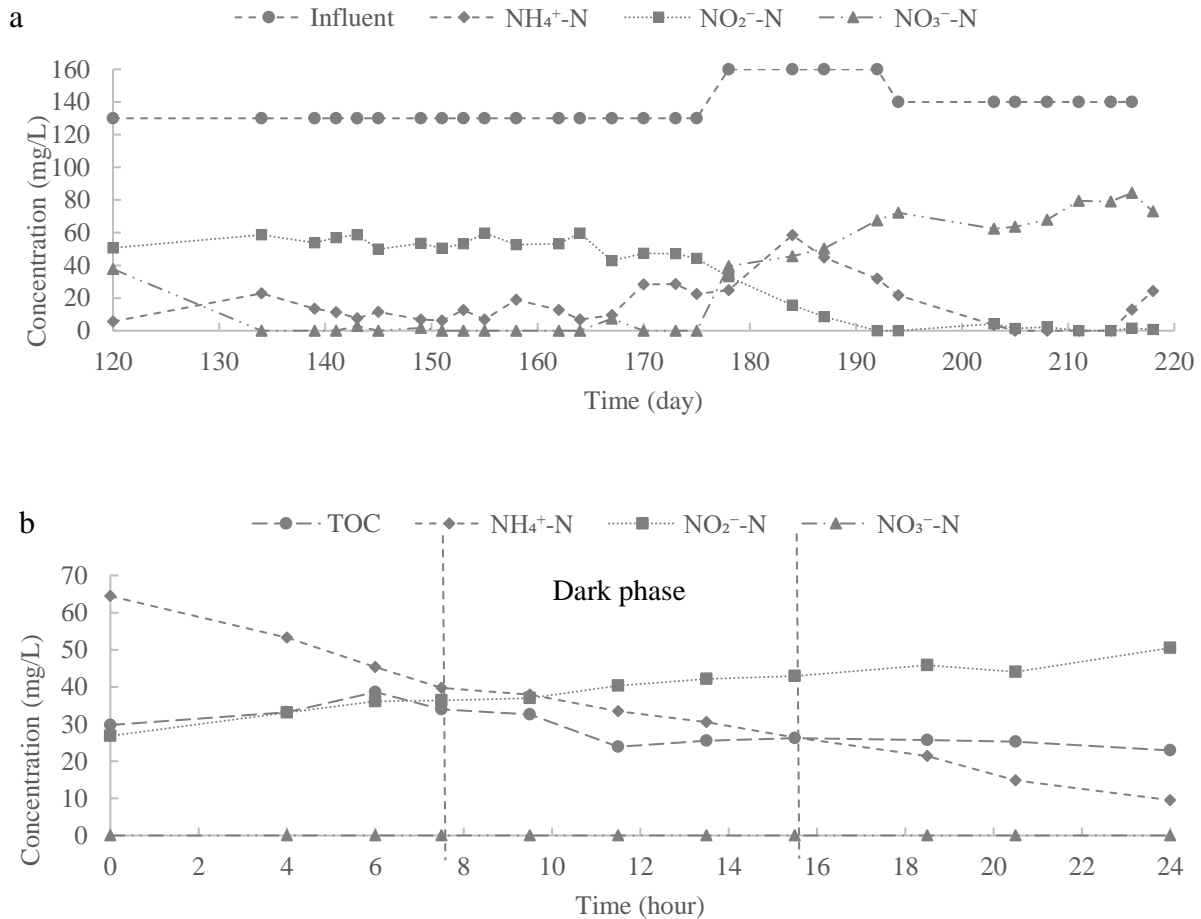 a
Influent NH₄⁺-N NO₂⁻-N NO₃⁻-N
160
140
120
100
80
60
40
20
0
Concentration (mg/L)
120 130 140 150 160 170 180 190 200 210 220
Time (day)
b
TOC NH₄⁺-N NO₂⁻-N NO₃⁻-N
Dark phase
70
60
50
40
30
20
10
0
Concentration (mg/L)
0 2 4 6 8 10 12 14 16 18 20 22 24
Time (hour)